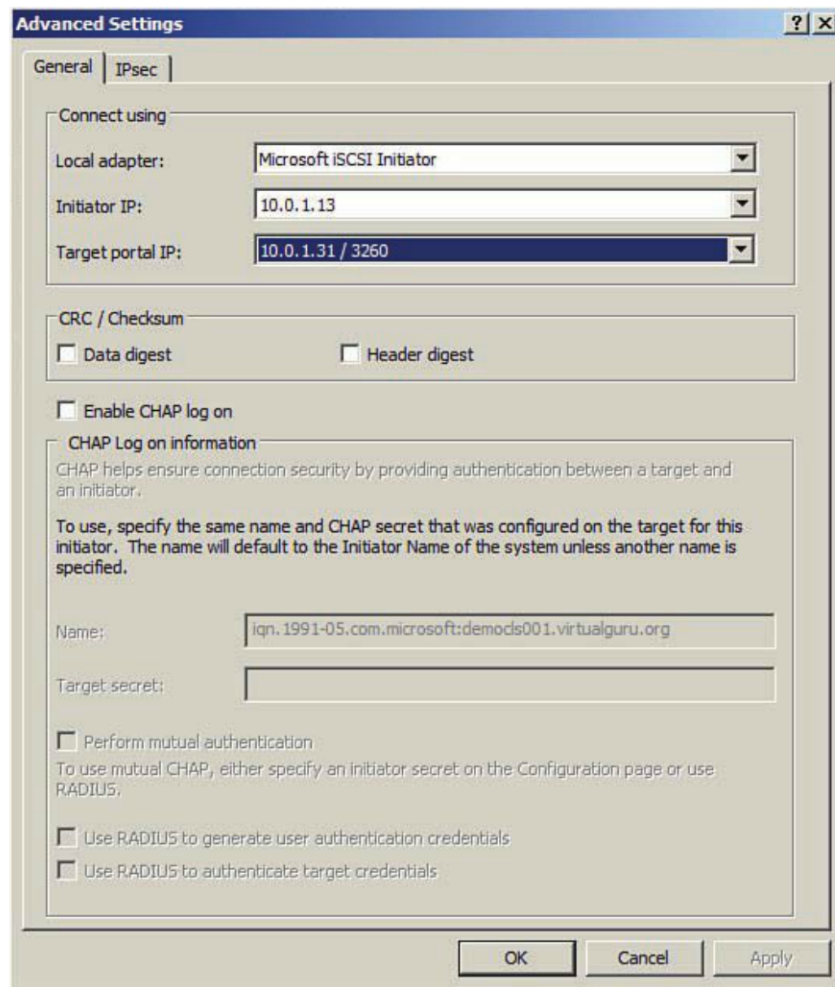 Advanced Settings
General
IPsec
Connect using
Local adapter:
Microsoft iSCSI Initiator
Initiator IP:
10.0.1.13
Target portal IP:
10.0.1.31 / 3260
CRC / Checksum
Data digest
Header digest
Enable CHAP log on
CHAP Log on information
CHAP helps ensure connection security by providing authentication between a target and
an initiator.
To use, specify the same name and CHAP secret that was configured on the target for this
initiator. The name will default to the Initiator Name of the system unless another name is
specified.
Name:
iqn.1991-05.com.microsoft:democls001.virtualguru.org
Target secret:
Perform mutual authentication
To use mutual CHAP, either specify an initiator secret on the Configuration page or use
RADIUS.
Use RADIUS to generate user authentication credentials
Use RADIUS to authenticate target credentials
OK
Cancel
Apply